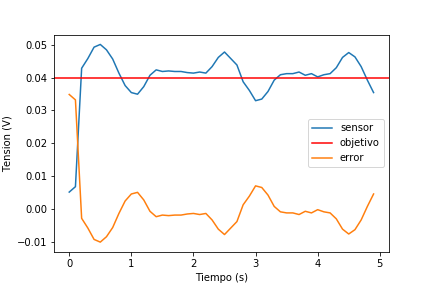 0.05
0.04
0.03
0.02
0.01
0.00
−0.01
Tension (V)
sensor
objetivo
error
0 1 2 3 4 5
Tiempo (s)